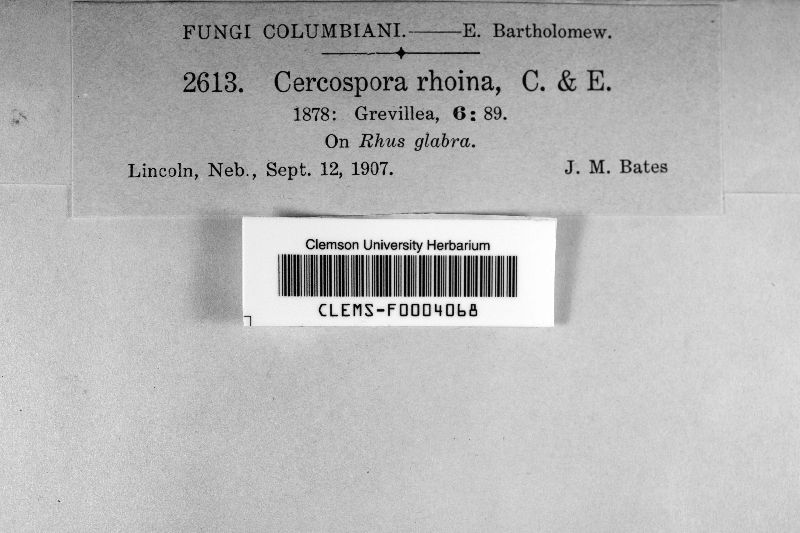 FUNGI COLUMBIANI.——E. Bartholomew.
2613. Cercospora rhoina, C. & E.
1878: Grevillea, 6: 89.
On Rhus glabra.
Lincoln, Neb., Sept. 12, 1907. J. M. Bates
Clemson University Herbarium
CLEMS-F0004068